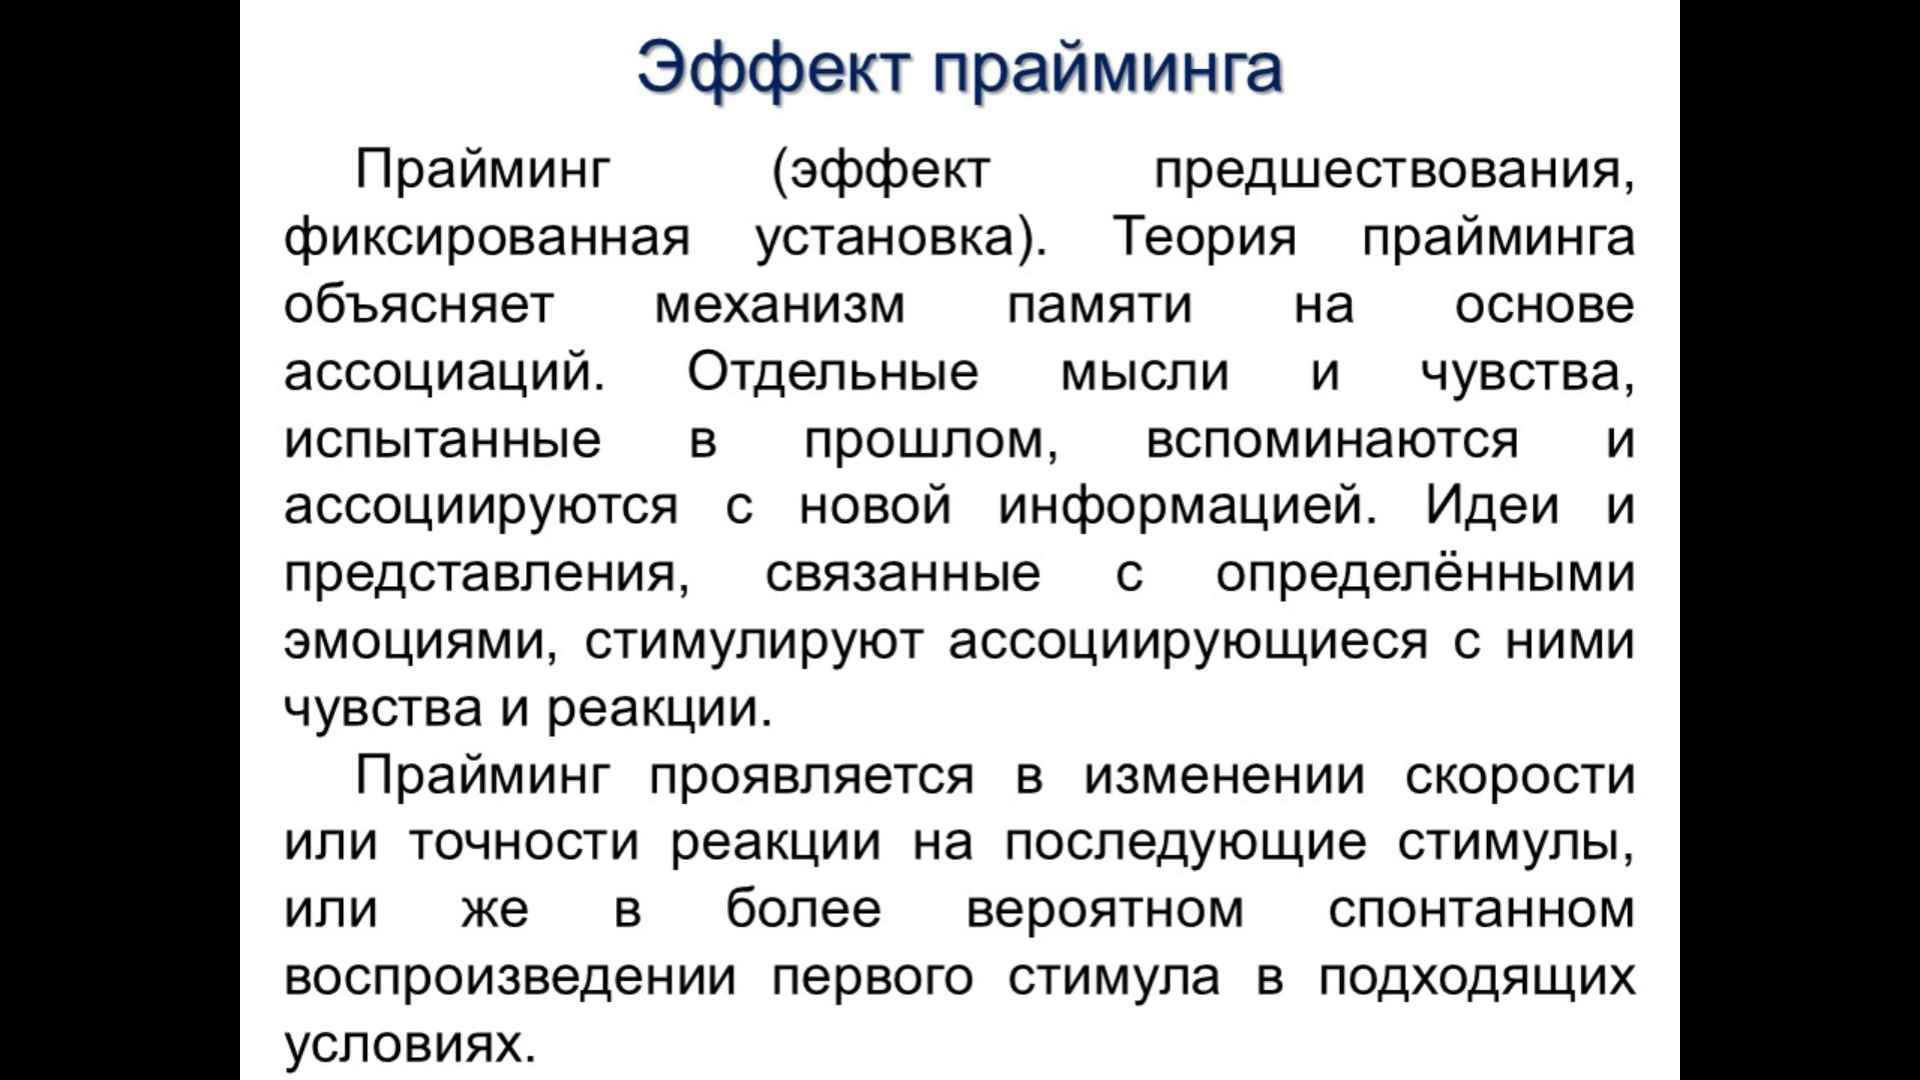 Эффект прайминга
Прайминг (эффект предшествования,
фиксированная установка). Теория прайминга
объясняет механизм памяти на основе
ассоциаций. Отдельные мысли и чувства,
испытанные в прошлом, вспоминаются и
ассоциируются с новой информацией. Идеи и
представления, связанные с определёнными
эмоциями, стимулируют ассоциирующиеся с ними
чувства и реакции.
Прайминг проявляется в изменении скорости
или точности реакции на последующие стимулы,
или же в более вероятном спонтанном
воспроизведении первого стимула в подходящих
условиях.